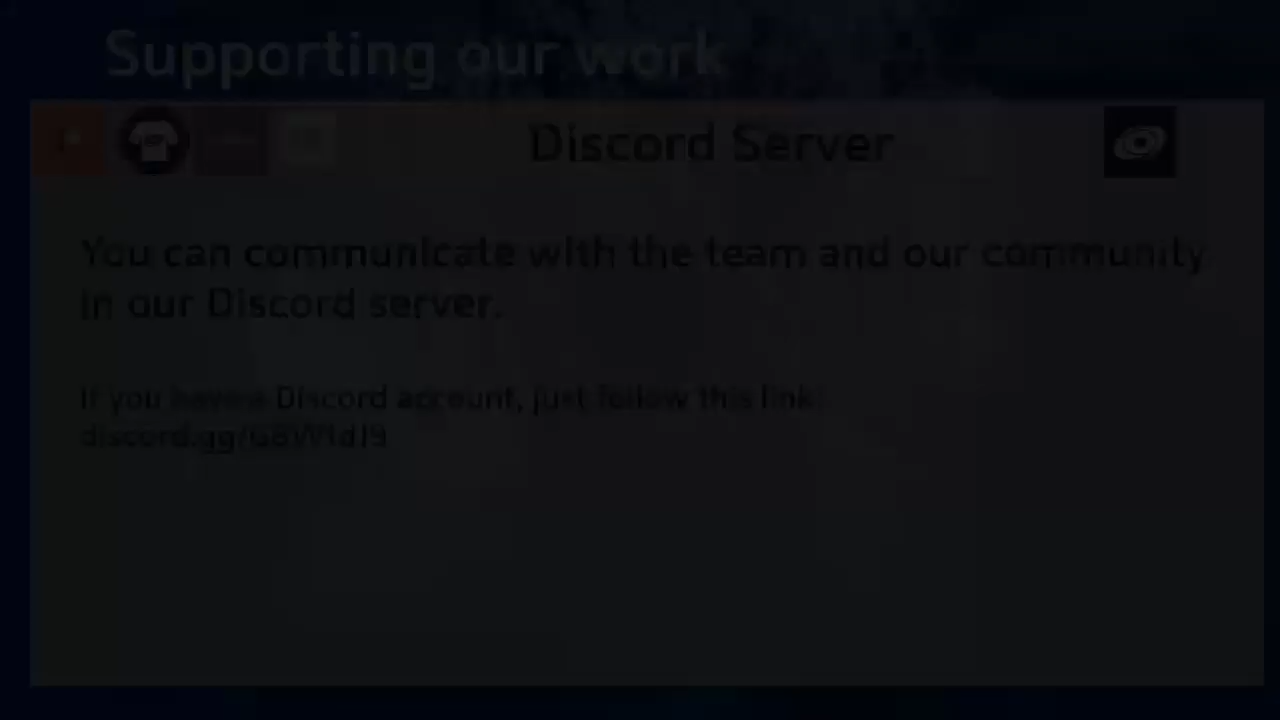 Supporting our work
Discord Server
You can communicate with the team and our community
in our Discord server.
If you have a Discord account, just follow this link: